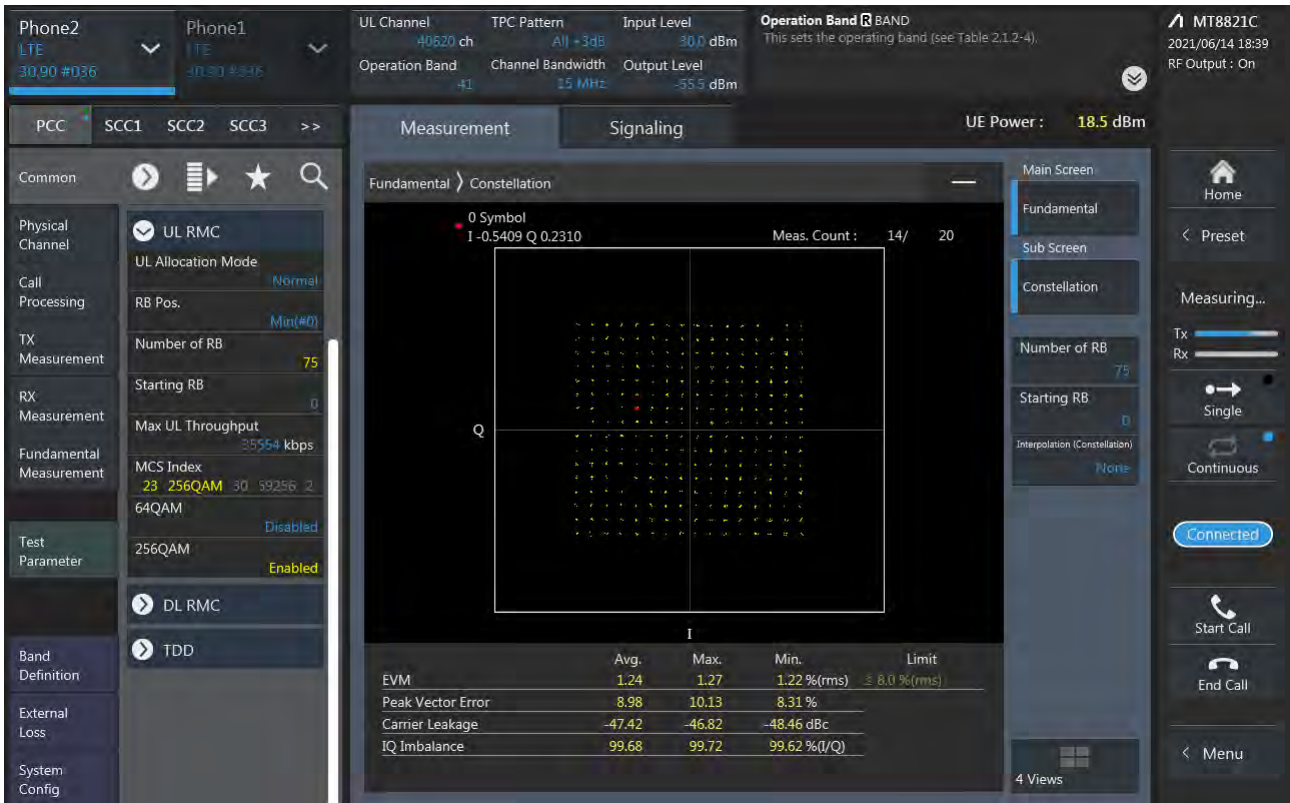 Phone2
LTE
30.90 #036
Phone1
LTE
30.90 #036
UL Channel
40620 ch
TPC Pattern
All +3dB
Input Level
30.0 dBm
Operation Band
41
Channel Bandwidth
15 MHz
Output Level
-55.5 dBm
Operation Band R BAND
This sets the operating band (see Table 2.1.2-4).
MT8821C
2021/06/14 18:39
RF Output : On
PCC SCC1 SCC2 SCC3 >>
Measurement
Signaling
UE Power : 18.5 dBm
Common
Physical
Channel
Call
Processing
TX
Measurement
RX
Measurement
Fundamental
Measurement
Test
Parameter
Band
Definition
External
Loss
System
Config
UL RMC
UL Allocation Mode
Normal
RB Pos.
Min(#0)
Number of RB
75
Starting RB
0
Max UL Throughput
35554 kbps
MCS Index
23 256QAM 30 59256 2
64QAM
Disabled
256QAM
Enabled
DL RMC
TDD
Fundamental 〉 Constellation
0 Symbol
I -0.5409 Q 0.2310
Meas. Count : 14/ 20
Q
I
Avg. Max. Min. Limit
EVM 1.24 1.27 1.22 %(rms) ≤ 8.0 %(rms)
Peak Vector Error 8.98 10.13 8.31 %
Carrier Leakage -47.42 -46.82 -48.46 dBc
IQ Imbalance 99.68 99.72 99.62 %(I/Q)
Main Screen
Fundamental
Sub Screen
Constellation
Number of RB
75
Starting RB
0
Interpolation (Constellation)
None
4 Views
Home
< Preset
Measuring...
Tx
Rx
Single
Continuous
Connected
Start Call
End Call
< Menu